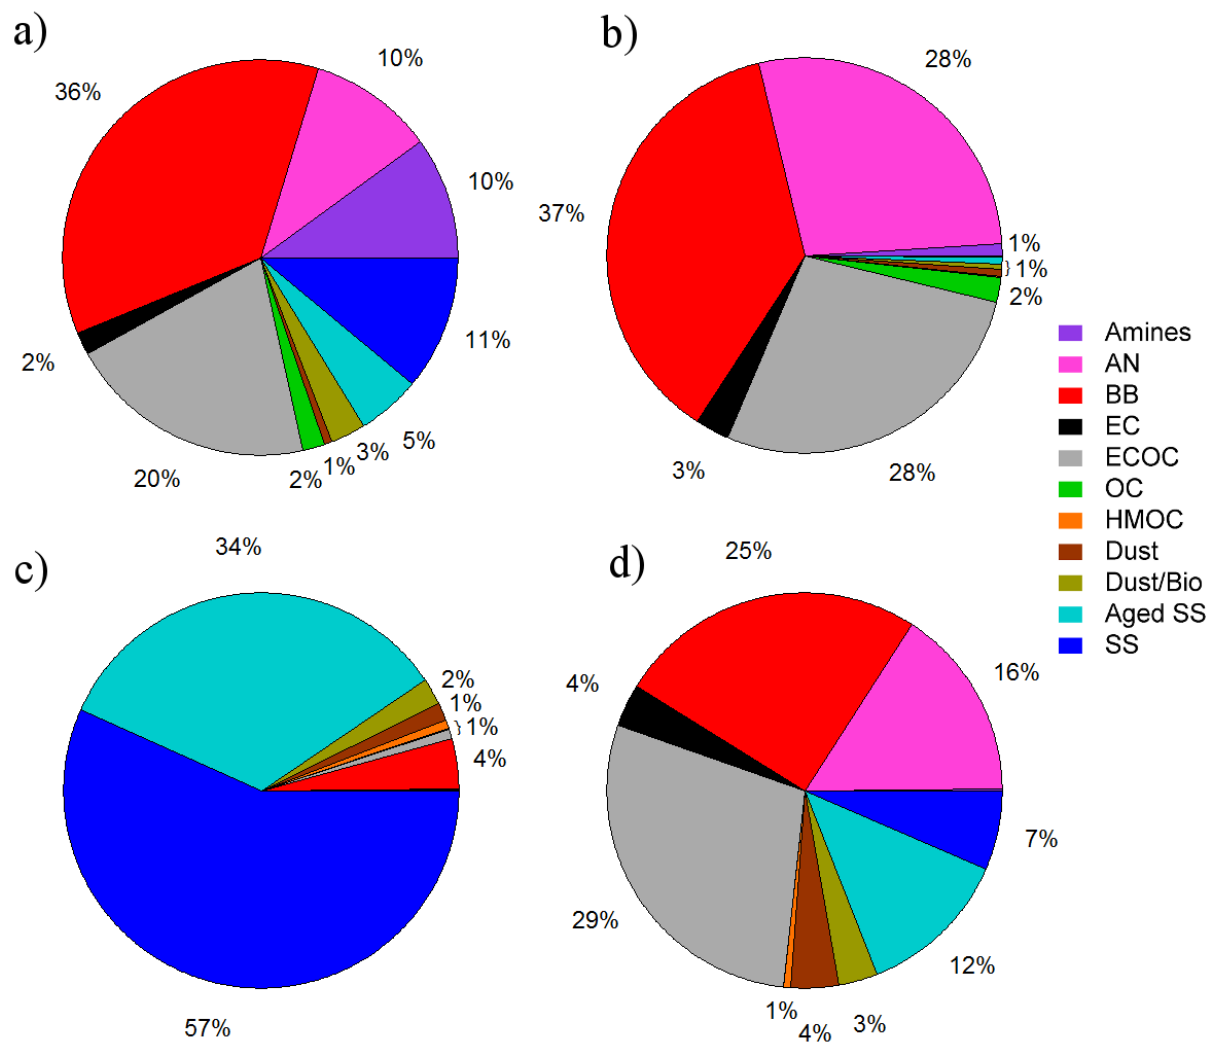 a)
10%
36%
10%
11%
2%
5%
3%
1%
2%
20%
b)
28%
37%
1%
} 1%
2%
3%
28%
Amines
AN
BB
EC
ECOC
OC
HMOC
Dust
Dust/Bio
Aged SS
SS
c)
34%
2%
1%
} 1%
4%
57%
d)
25%
16%
4%
7%
29%
12%
1%
4%
3%